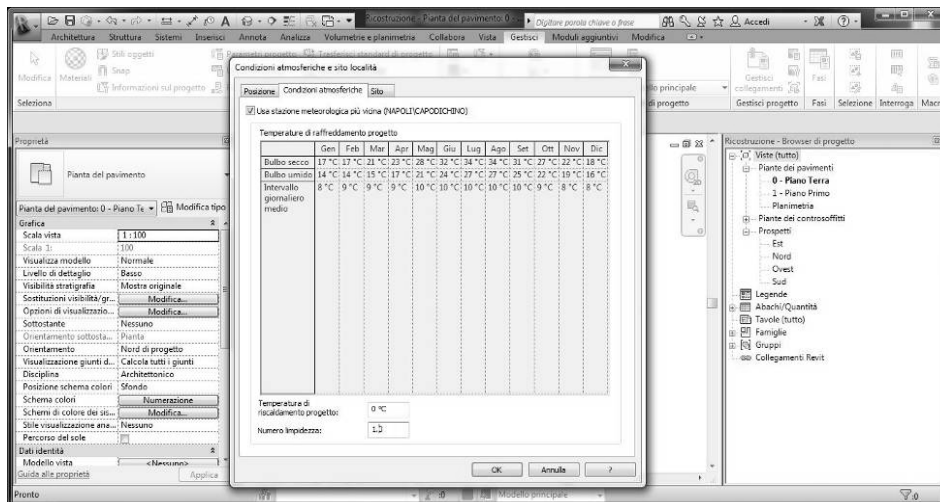 Ricostruzione - Pianta del pavimento: 0 -
Digitare parola chiave o frase
Accedi
Architettura Struttura Sistemi Inserisci Annota Analizza Volumetrie e planimetria Collabora Vista Gestisci Moduli aggiuntivi Modifica
Modifica
Materiali
Stili oggetti
Snap
Informazioni sul progetto
Parametri progetto
Trasferisci standard di progetto
Gestisci collegamenti
Fasi
Seleziona
di progetto
Gestisci progetto Fasi Selezione Interroga Macr
Proprietà
Pianta del pavimento
Pianta del pavimento: 0 - Piano Te
Modifica tipo
Grafica
Scala vista 1 : 100
Scala 1: 100
Visualizza modello Normale
Livello di dettaglio Basso
Visibilità stratigrafia Mostra originale
Sostituzioni visibilità/gr... Modifica...
Opzioni di visualizzazio... Modifica...
Sottostante Nessuno
Orientamento sottosta... Pianta
Orientamento Nord di progetto
Visualizzazione giunti d... Calcola tutti i giunti
Disciplina Architettonico
Posizione schema colori Sfondo
Schema colori Numerazione
Schemi di colore dei sis... Modifica...
Stile visualizzazione ana... Nessuno
Percorso del sole
Dati identità
Modello vista <Nessuno>
Guida alle proprietà
Applica
Pronto
Condizioni atmosferiche e sito località
Posizione Condizioni atmosferiche Sito
Usa stazione meteorologica più vicina (NAPOLI\CAPODICHINO)
Temperature di raffreddamento progetto
Gen Feb Mar Apr Mag Giu Lug Ago Set Ott Nov Dic
Bulbo secco 17 °C 17 °C 21 °C 23 °C 28 °C 32 °C 34 °C 34 °C 31 °C 27 °C 22 °C 18 °C
Bulbo umido 14 °C 14 °C 15 °C 17 °C 21 °C 24 °C 27 °C 27 °C 25 °C 22 °C 19 °C 16 °C
Intervallo giornaliero medio 8 °C 9 °C 9 °C 9 °C 10 °C 10 °C 10 °C 10 °C 10 °C 9 °C 8 °C 8 °C
Temperatura di riscaldamento progetto: 0 °C
Numero limpidezza:
OK Annulla ?
Ricostruzione - Browser di progetto
Viste (tutto)
Piante dei pavimenti
0 - Piano Terra
1 - Piano Primo
Planimetria
Piante dei controsoffitti
Prospetti
Est
Nord
Ovest
Sud
Legende
Abachi/Quantità
Tavole (tutto)
Famiglie
Gruppi
Collegamenti Revit
:0
Modello principale
:0